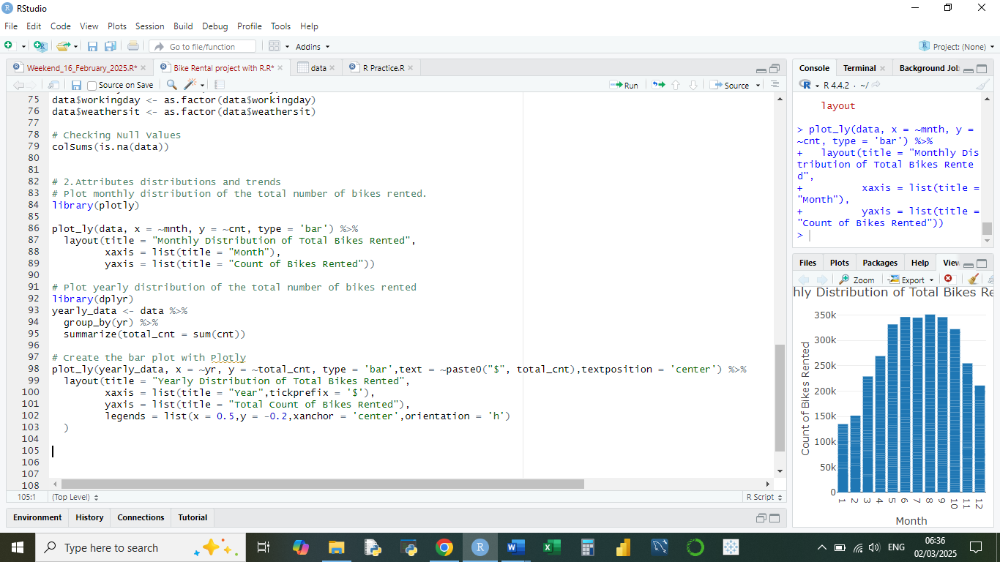 RStudio
File Edit Code View Plots Session Build Debug Profile Tools Help
Go to file/function
Addins
Project: (None)
Weekend_16_February_2025.R*
Bike Rental project with R.R*
data
R Practice.R
Source on Save
Run
Source
75 data$workingday <- as.factor(data$workingday)
76 data$weathersit <- as.factor(data$weathersit)
77
78 # Checking Null Values
79 colSums(is.na(data))
80
81
82 # 2.Attributes distributions and trends
83 # Plot monthly distribution of the total number of bikes rented.
84 library(plotly)
85
86 plot_ly(data, x = ~mnth, y = ~cnt, type = 'bar') %>%
87 layout(title = "Monthly Distribution of Total Bikes Rented",
88 xaxis = list(title = "Month"),
89 yaxis = list(title = "Count of Bikes Rented"))
90
91 # Plot yearly distribution of the total number of bikes rented
92 library(dplyr)
93 yearly_data <- data %>%
94 group_by(yr) %>%
95 summarize(total_cnt = sum(cnt))
96
97 # Create the bar plot with Plotly
98 plot_ly(yearly_data, x = ~yr, y = ~total_cnt, type = 'bar',text = ~paste0("$", total_cnt),textposition = 'center') %>%
99 layout(title = "Yearly Distribution of Total Bikes Rented",
100 xaxis = list(title = "Year",tickprefix = '$'),
101 yaxis = list(title = "Total Count of Bikes Rented"),
102 legends = list(x = 0.5,y = -0.2,xanchor = 'center',orientation = 'h')
103 )
104
105
106
107
108
105:1 (Top Level) R Script
Environment History Connections Tutorial
Console Terminal Background Job
R 4.4.2 · ~/
layout
> plot_ly(data, x = ~mnth, y =
~cnt, type = 'bar') %>%
+ layout(title = "Monthly Dis
tribution of Total Bikes Rente
d",
+ xaxis = list(title =
"Month"),
+ yaxis = list(title =
"Count of Bikes Rented"))
>
Files Plots Packages Help View
Zoom Export
hly Distribution of Total Bikes Re
350k
300k
250k
200k
150k
100k
50k
0
Count of Bikes Rented
1 2 3 4 5 6 7 8 9 10 11 12
Month
Type here to search
ENG
06:36
02/03/2025